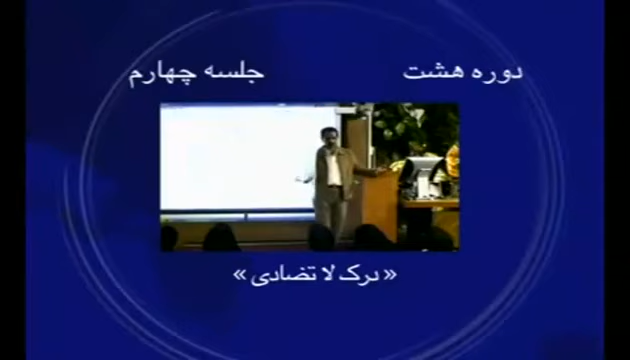 دوره هشت
جلسه چهارم
« درک لا تضادی »